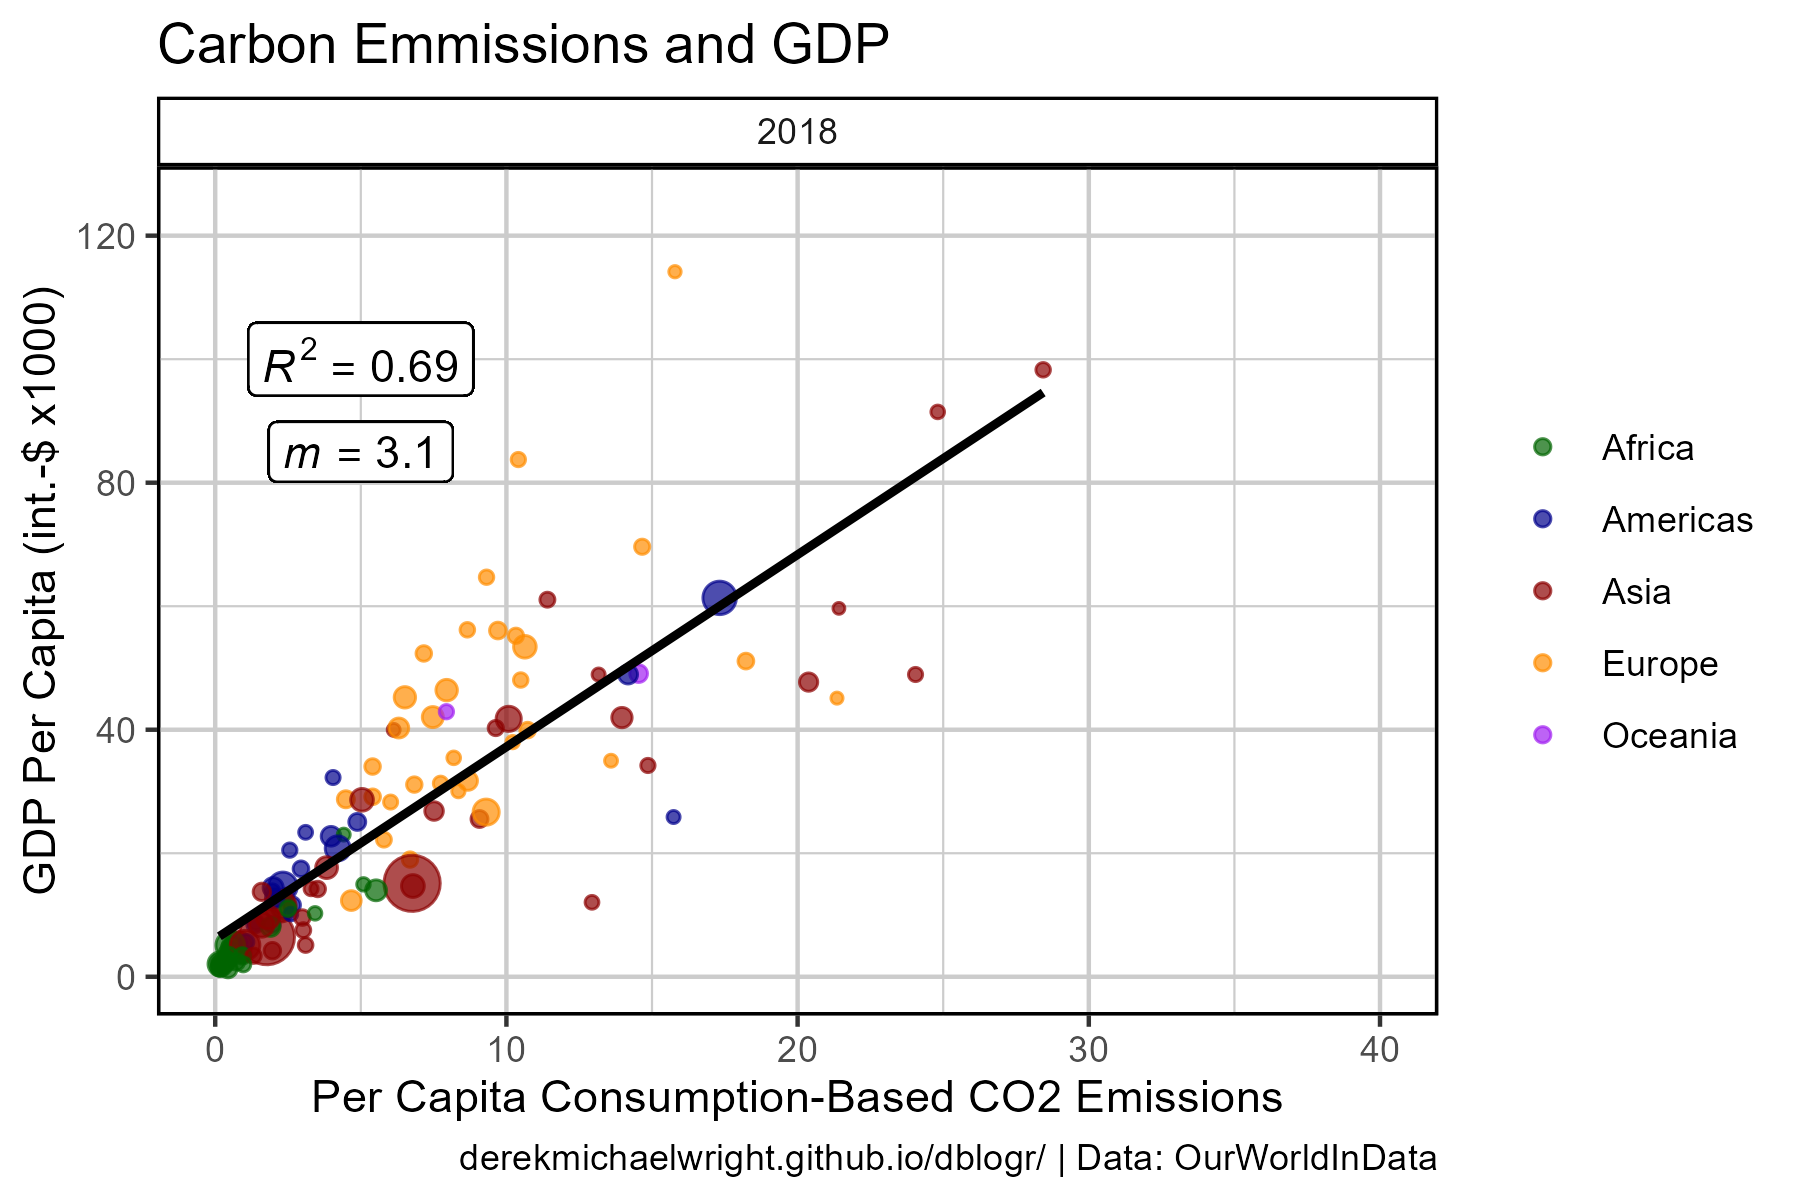 Carbon Emmissions and GDP
2018
GDP Per Capita (int.-$ x1000)
120
80
40
0
R² = 0.69
m = 3.1
0 10 20 30 40
Per Capita Consumption-Based CO2 Emissions
Africa
Americas
Asia
Europe
Oceania
derekmichaelwright.github.io/dblogr/ | Data: OurWorldInData